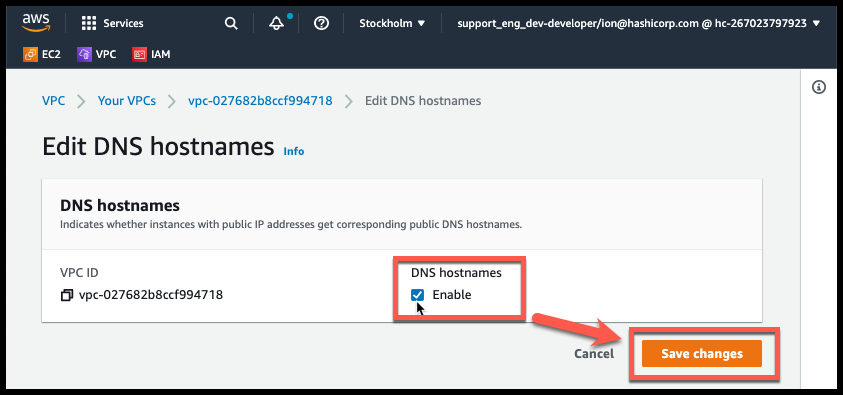 aws Services Stockholm ▼ support_eng_dev-developer/ion@hashicorp.com @ hc-267023797923 ▼
EC2 VPC IAM
VPC > Your VPCs > vpc-027682b8ccf994718 > Edit DNS hostnames
Edit DNS hostnames Info
DNS hostnames
Indicates whether instances with public IP addresses get corresponding public DNS hostnames.
VPC ID
vpc-027682b8ccf994718
DNS hostnames
Enable
Cancel Save changes